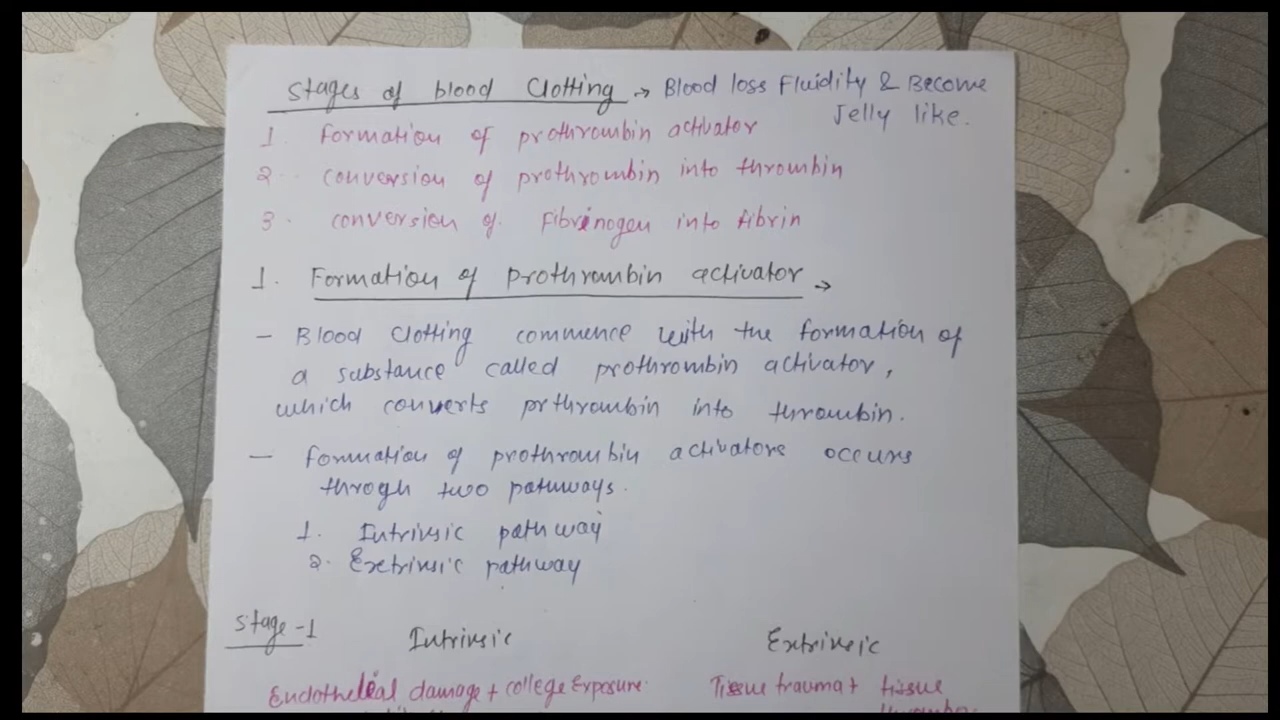 Stages of blood Clotting → Blood loss Fluidity & Become
Jelly like.
1 Formation of prothrombin activator
2. conversion of prothrombin into thrombin
3. conversion of Fibrinogen into fibrin
1. Formation of prothrombin activator →
- Blood Clotting commence with the formation of
a substance called prothrombin activator,
which converts prthrombin into thrombin.
- formation of prothrombin activators occurs
throgh two pathways.
1. Intrinsic pathway
2. Exetrinsic pathway
Stage-1
Intrinsic Extrinsic
Endothelial damage + college Exposure. Tissue trauma + tissue